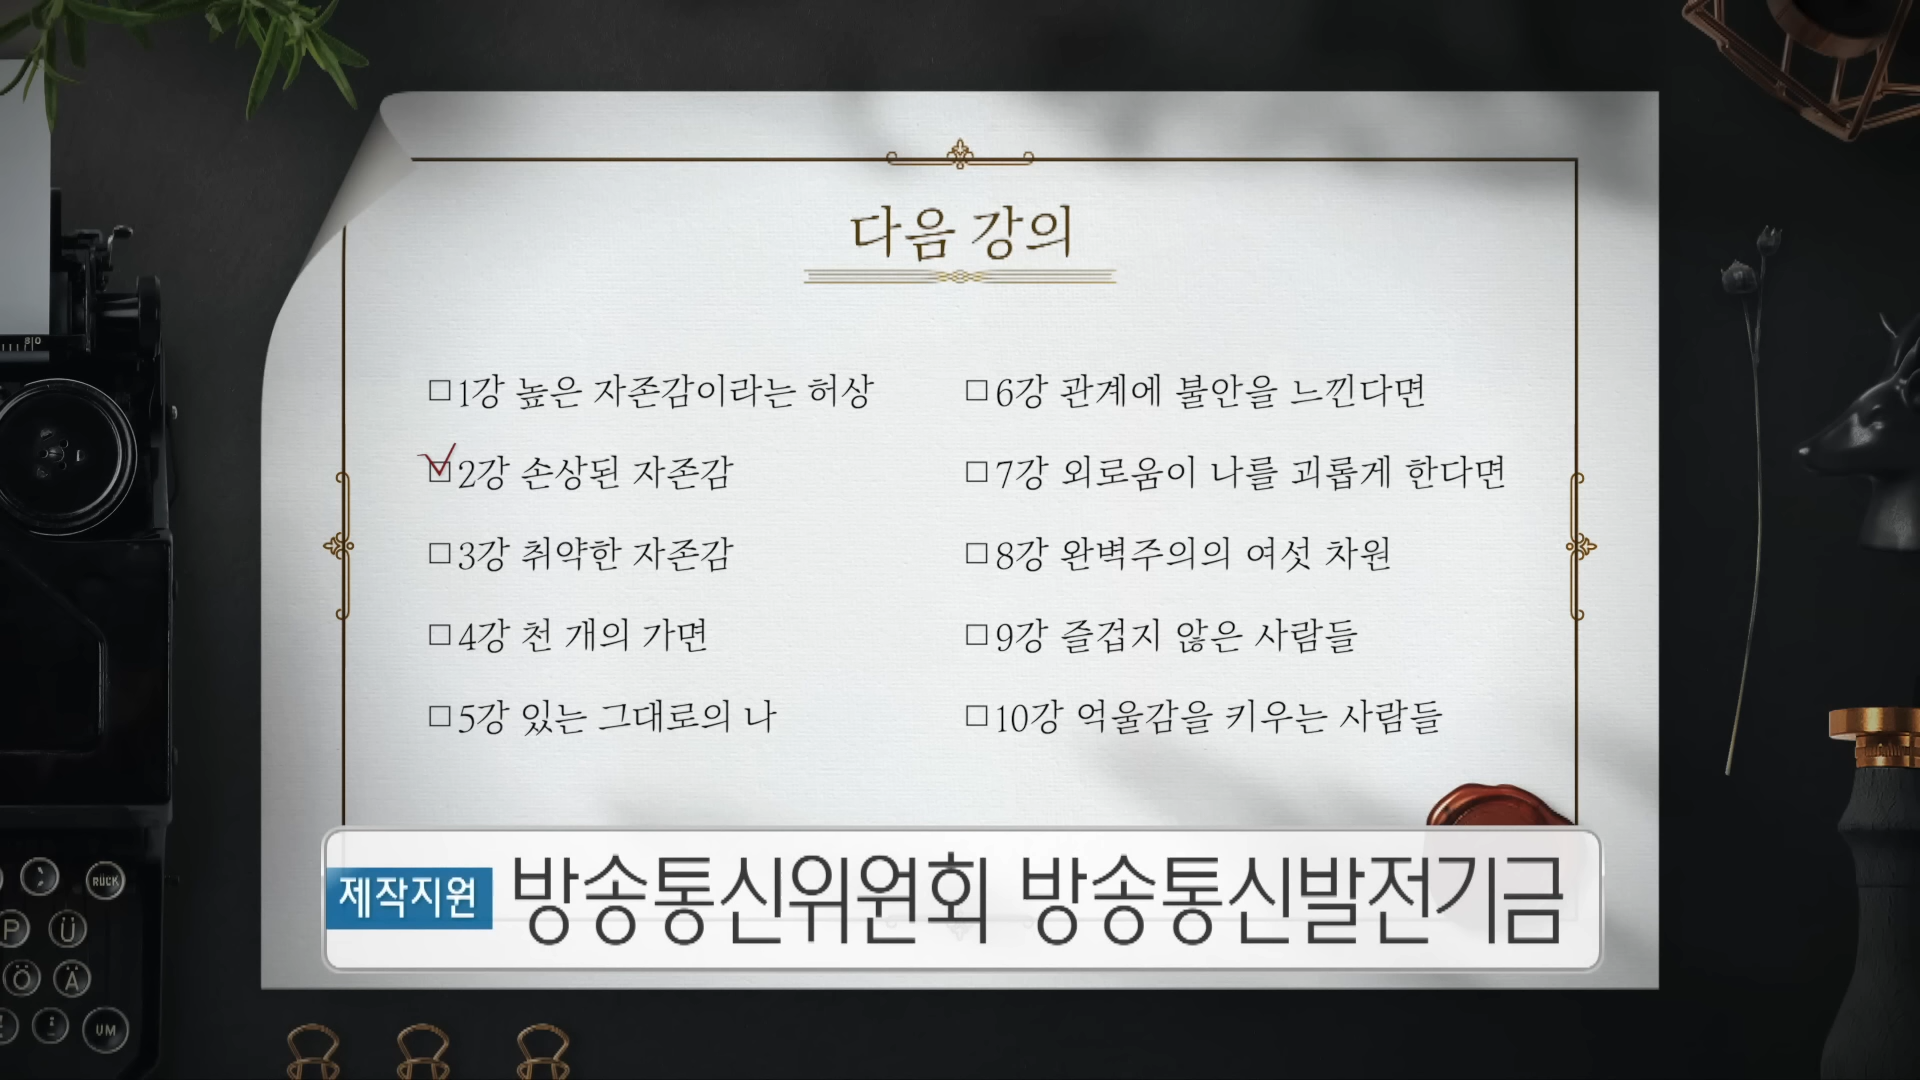 다음 강의
□1강 높은 자존감이라는 허상
□2강 손상된 자존감
□3강 취약한 자존감
□4강 천 개의 가면
□5강 있는 그대로의 나
□6강 관계에 불안을 느낀다면
□7강 외로움이 나를 괴롭게 한다면
□8강 완벽주의의 여섯 차원
□9강 즐겁지 않은 사람들
□10강 억울감을 키우는 사람들
제작지원 방송통신위원회 방송통신발전기금
80
RÜCK
P Ü
Ö Ä
VM